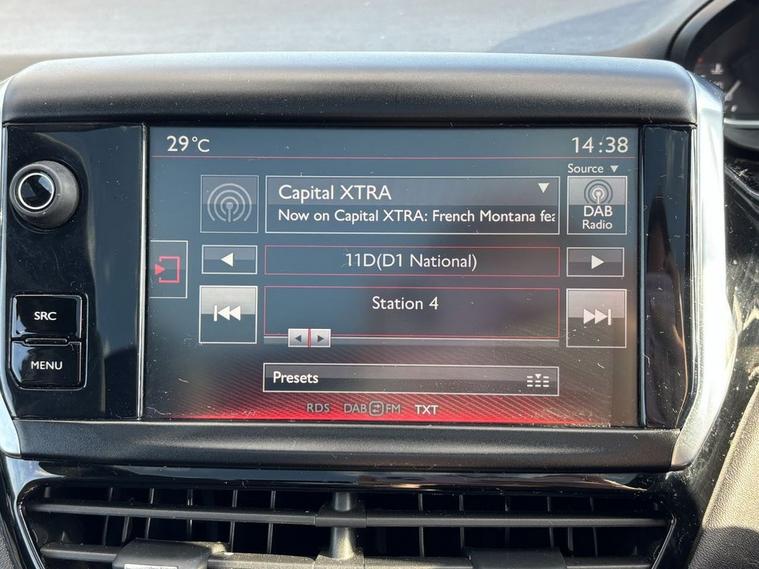 29°C 14:38
Source ▼
Capital XTRA ▼
Now on Capital XTRA: French Montana fea
DAB
Radio
11D(D1 National)
Station 4
SRC
MENU
Presets
RDS DAB FM TXT